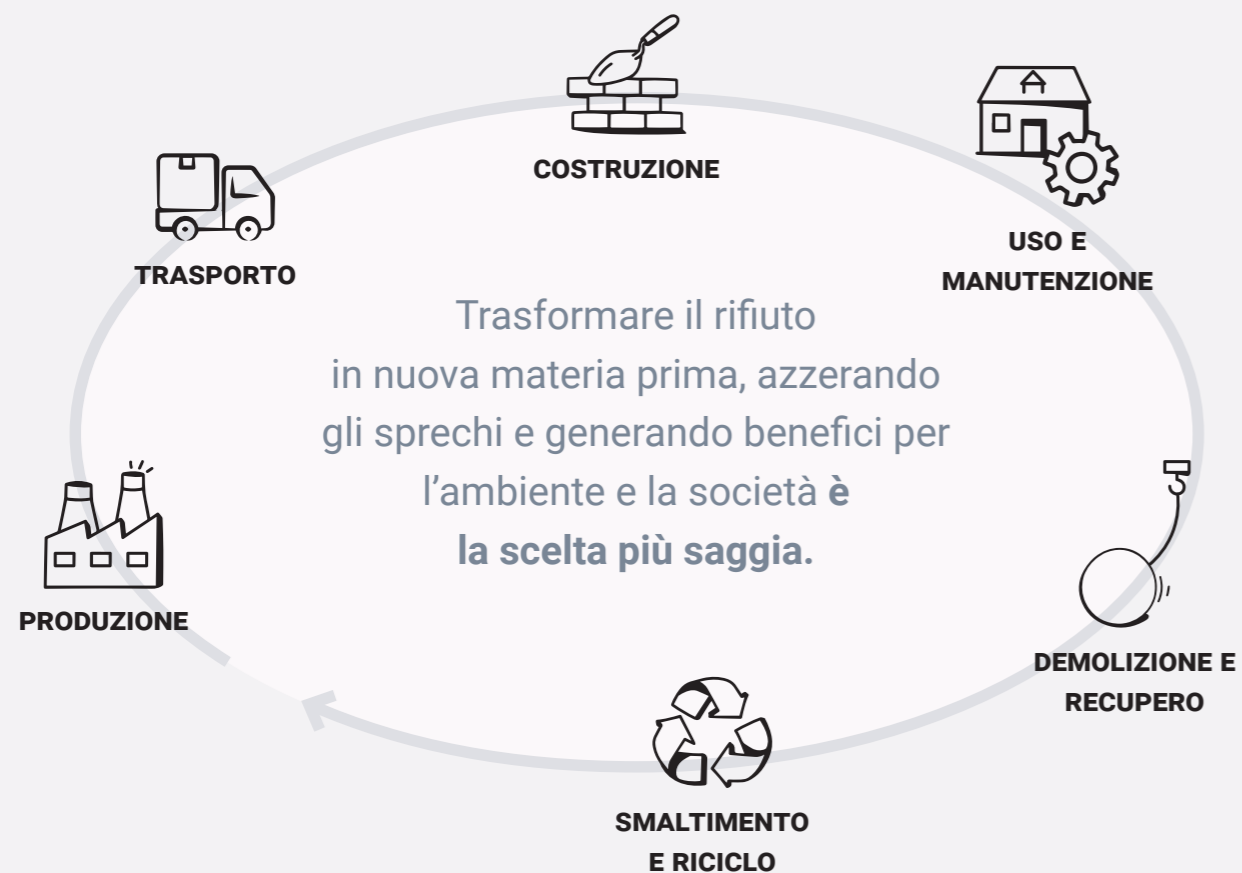 COSTRUZIONE
USO E
MANUTENZIONE
TRASPORTO
Trasformare il rifiuto
in nuova materia prima, azzerando
gli sprechi e generando benefici per
l’ambiente e la società è
la scelta più saggia.
PRODUZIONE
DEMOLIZIONE E
RECUPERO
SMALTIMENTO
E RICICLO